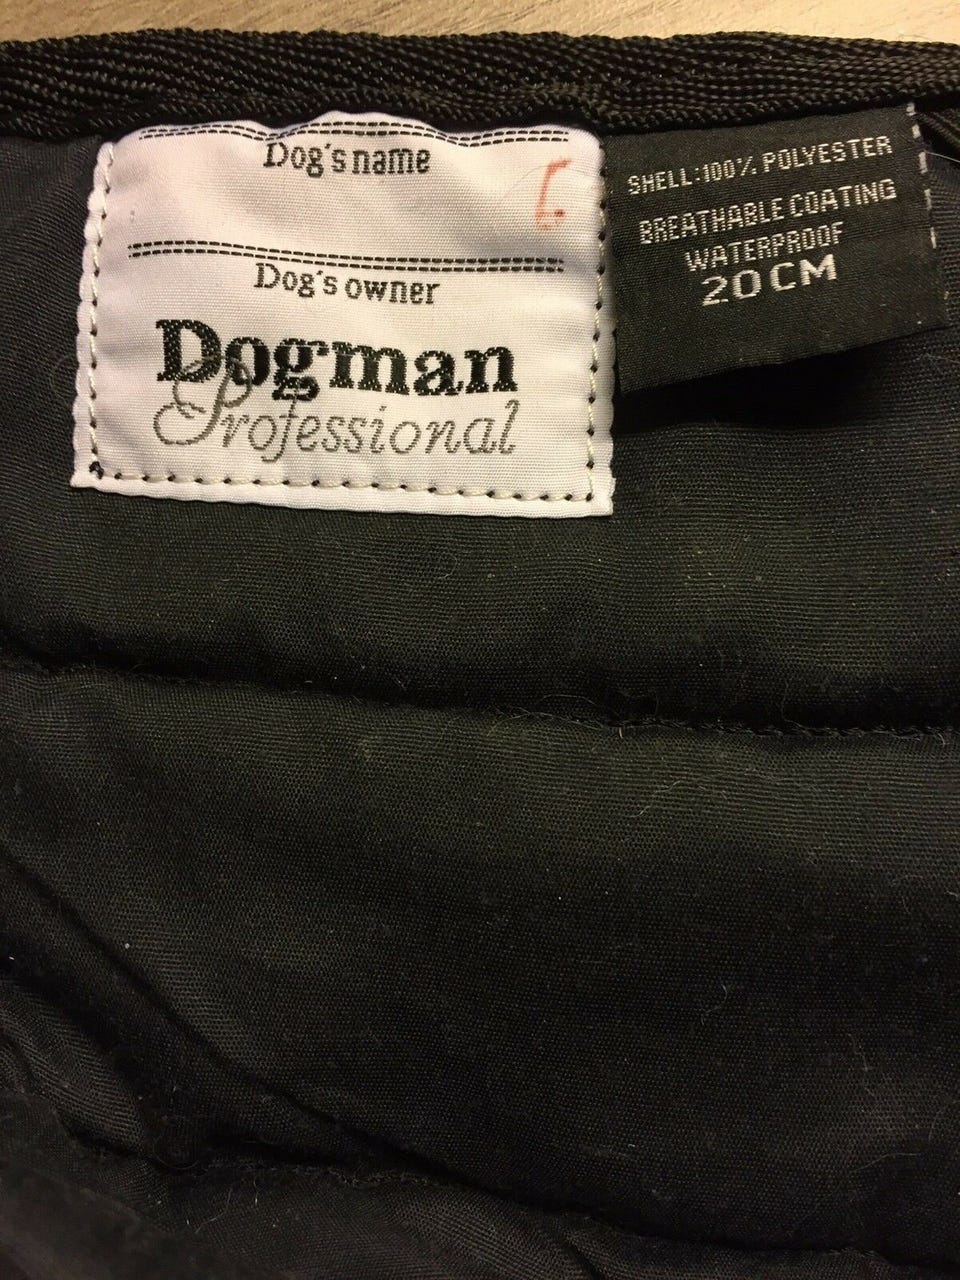 Dog's name
Dog's owner
Dogman
Professional
SHELL:100% POLYESTER
BREATHABLE COATING
WATERPROOF
20CM